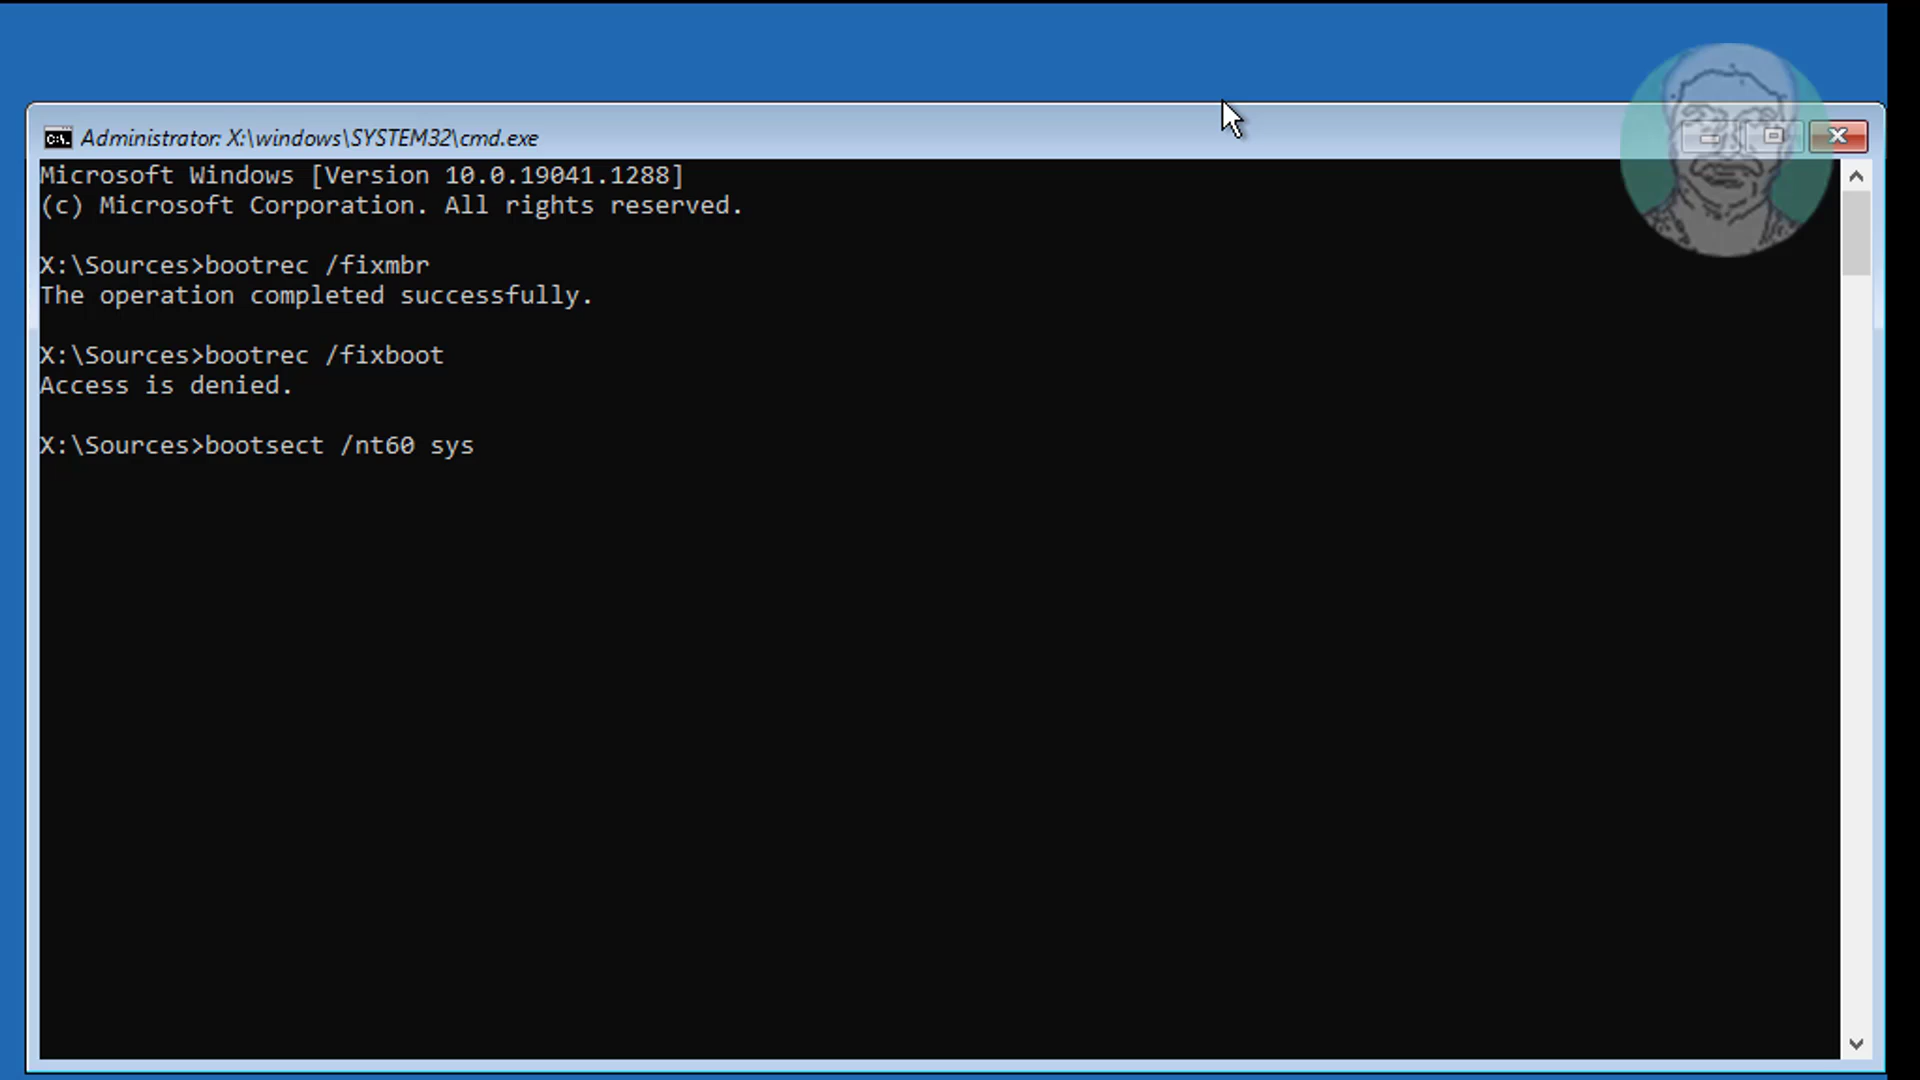 Administrator: X:\windows\SYSTEM32\cmd.exe
Microsoft Windows [Version 10.0.19041.1288]
(c) Microsoft Corporation. All rights reserved.
X:\Sources>bootrec /fixmbr
The operation completed successfully.
X:\Sources>bootrec /fixboot
Access is denied.
X:\Sources>bootsect /nt60 sys